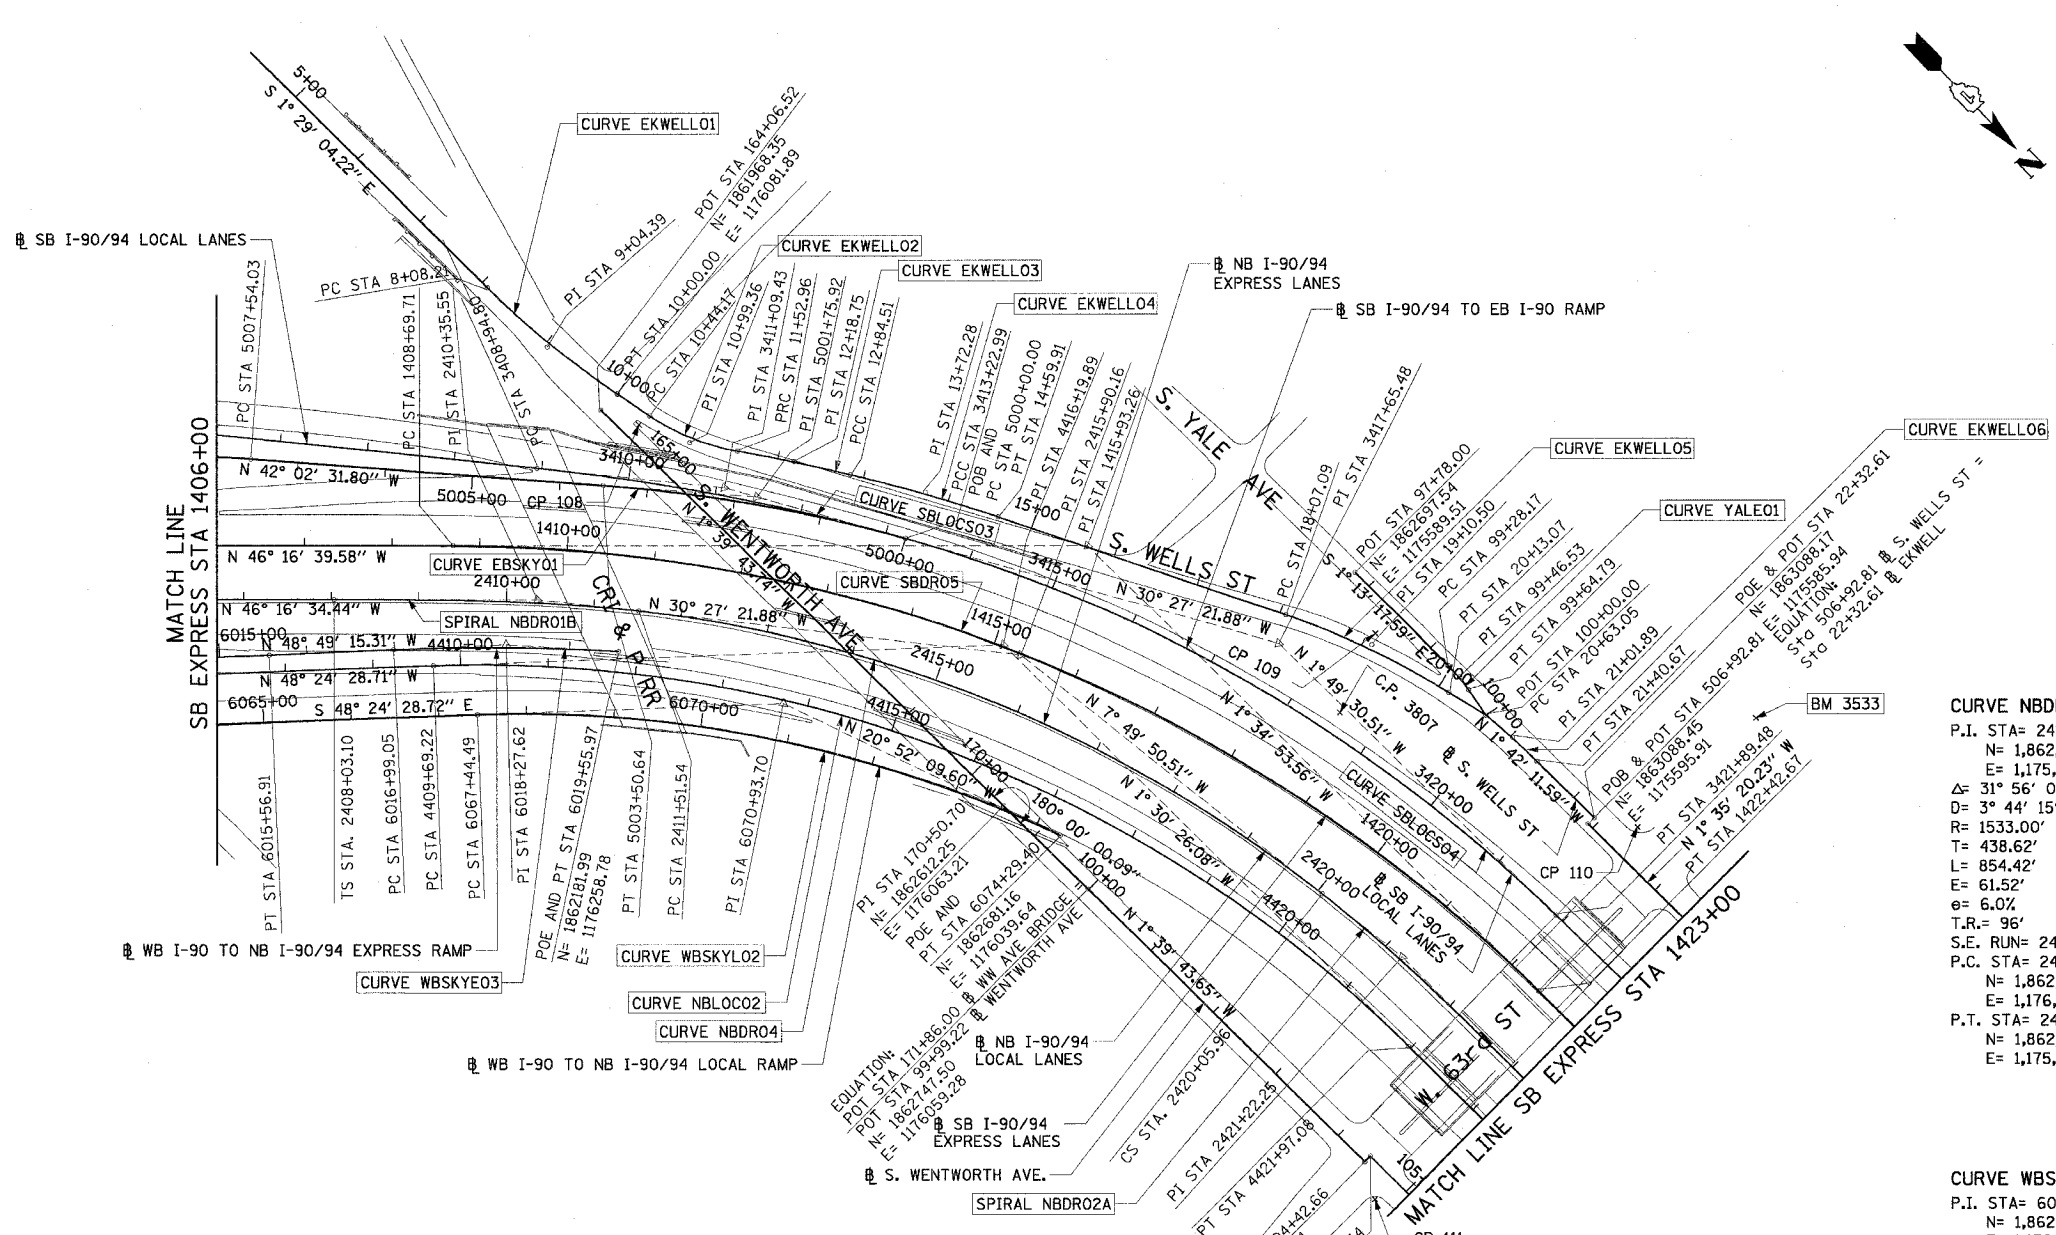 5+00
S 1° 29' 04.22" E
CURVE EKWELL01
POT STA 164+06.52
N= 1861968.35
E= 1176081.89
N
PI STA 9+04.39
℄ SB I-90/94 LOCAL LANES
PC STA 5007+54.03
PC STA 8+08.21
PC STA 1408+69.71
PI STA 2410+35.55
PC STA 3408+94.80
PT STA 10+00.00
PC STA 10+44.17
10+00
CURVE EKWELL02
PI STA 10+99.36
PI STA 3411+09.43
PRC STA 11+52.96
PI STA 5001+75.92
PI STA 12+18.75
PCC STA 12+84.51
CURVE EKWELL03
CURVE EKWELL04
℄ NB I-90/94
EXPRESS LANES
℄ SB I-90/94 TO EB I-90 RAMP
PI STA 13+72.28
PCC STA 3413+22.99
POB AND
PC STA 5000+00.00
PT STA 14+59.91
PI STA 4416+19.89
PI STA 2415+90.16
PI STA 1415+93.26
S. YALE AVE
PI STA 3417+65.48
PC STA 18+07.09
POT STA 97+78.00
N= 1862697.54
E= 1175589.51
PI STA 19+10.50
PC STA 99+28.17
PT STA 20+13.07
PI STA 99+46.53
PT STA 99+64.79
POT STA 100+00.00
PC STA 20+63.05
PI STA 21+01.89
PT STA 21+40.67
CURVE EKWELL05
CURVE YALE01
CURVE EKWELL06
POE & POT STA 22+32.61
N= 1863088.17
E= 1175585.94
EQUATION:
Sta 506+92.81 ℄ S. WELLS ST =
Sta 22+32.61 ℄ EKWELL
POB & POT STA 506+92.81
N= 1863088.45
E= 1175595.91
BM 3533
MATCH LINE
SB EXPRESS STA 1406+00
N 42° 02' 31.80" W
5005+00
CP 108
1410+00
165+00
3410+00
S. WENTWORTH AVE
N 1° 39' 43.74" W
CURVE SBLOCS03
15+00
S. WELLS ST
5000+00
3415+00
N 30° 27' 21.88" W
N 46° 16' 39.58" W
CURVE EBSKY01
2410+00
CURVE SBDR05
1415+00
CRI & P RR
N 46° 16' 34.44" W
SPIRAL NBDR01B
N 30° 27' 21.88" W
6015+00
N 48° 49' 15.31" W
4410+00
2415+00
CP 109
N 1° 49' 30.51" W
S 1° 13' 17.59" E
20+00
100+00
C.P. 3807
N 48° 24' 28.71" W
6065+00
S 48° 24' 28.72" E
6070+00
4415+00
N 20° 52' 09.60" W
170+00
N 7° 49' 50.51" W
N 1° 34' 53.56" W
℄ S. WELLS ST
3420+00
N 1° 42' 11.59" W
CURVE SBLOCS04
1420+00
N 1° 30' 26.08" W
2420+00
℄ SB I-90/94
LOCAL LANES
4420+00
CP 110
PT STA 3421+89.48
N 1° 35' 20.23" W
PT STA 1422+42.67
PT STA 6015+56.91
TS STA. 2408+03.10
PC STA 6016+99.05
PC STA 4409+69.22
PC STA 6067+44.49
PI STA 6018+27.62
POE AND PT STA 6019+55.97
N= 1862181.99
E= 1176258.78
PT STA 5003+50.64
PC STA 2411+51.54
PI STA 6070+93.70
180° 00' 00.09"
100+00
N 1° 39' 43.65" W
PI STA 170+50.70
N= 1862612.25
E= 1176063.21
POE AND
PT STA 6074+29.40
N= 1862681.16
E= 1176039.64
℄ WB I-90 TO NB I-90/94 EXPRESS RAMP
CURVE WBSKYE03
CURVE WBSKYL02
CURVE NBLOC02
CURVE NBDR04
℄ WB I-90 TO NB I-90/94 LOCAL RAMP
EQUATION:
POT STA 171+86.00 ℄ WW AVE BRIDGE =
POT STA 99+99.22 ℄ WENTWORTH AVE
N= 1862747.50
E= 1176059.28
℄ NB I-90/94
LOCAL LANES
℄ SB I-90/94
EXPRESS LANES
℄ S. WENTWORTH AVE.
SPIRAL NBDR02A
CS STA. 2420+05.96
PI STA 2421+22.25
PT STA 4421+97.08
W. 63rd ST
105
MATCH LINE SB EXPRESS STA 1423+00
CURVE NBD
P.I. STA= 24
N= 1,862
E= 1,175,
Δ= 31° 56' 0
D= 3° 44' 15"
R= 1533.00'
T= 438.62'
L= 854.42'
E= 61.52'
e= 6.0%
T.R.= 96'
S.E. RUN= 24
P.C. STA= 24
N= 1,862
E= 1,176,
P.T. STA= 24
N= 1,862
E= 1,175,
CURVE WBS
P.I. STA= 60
N= 1,862